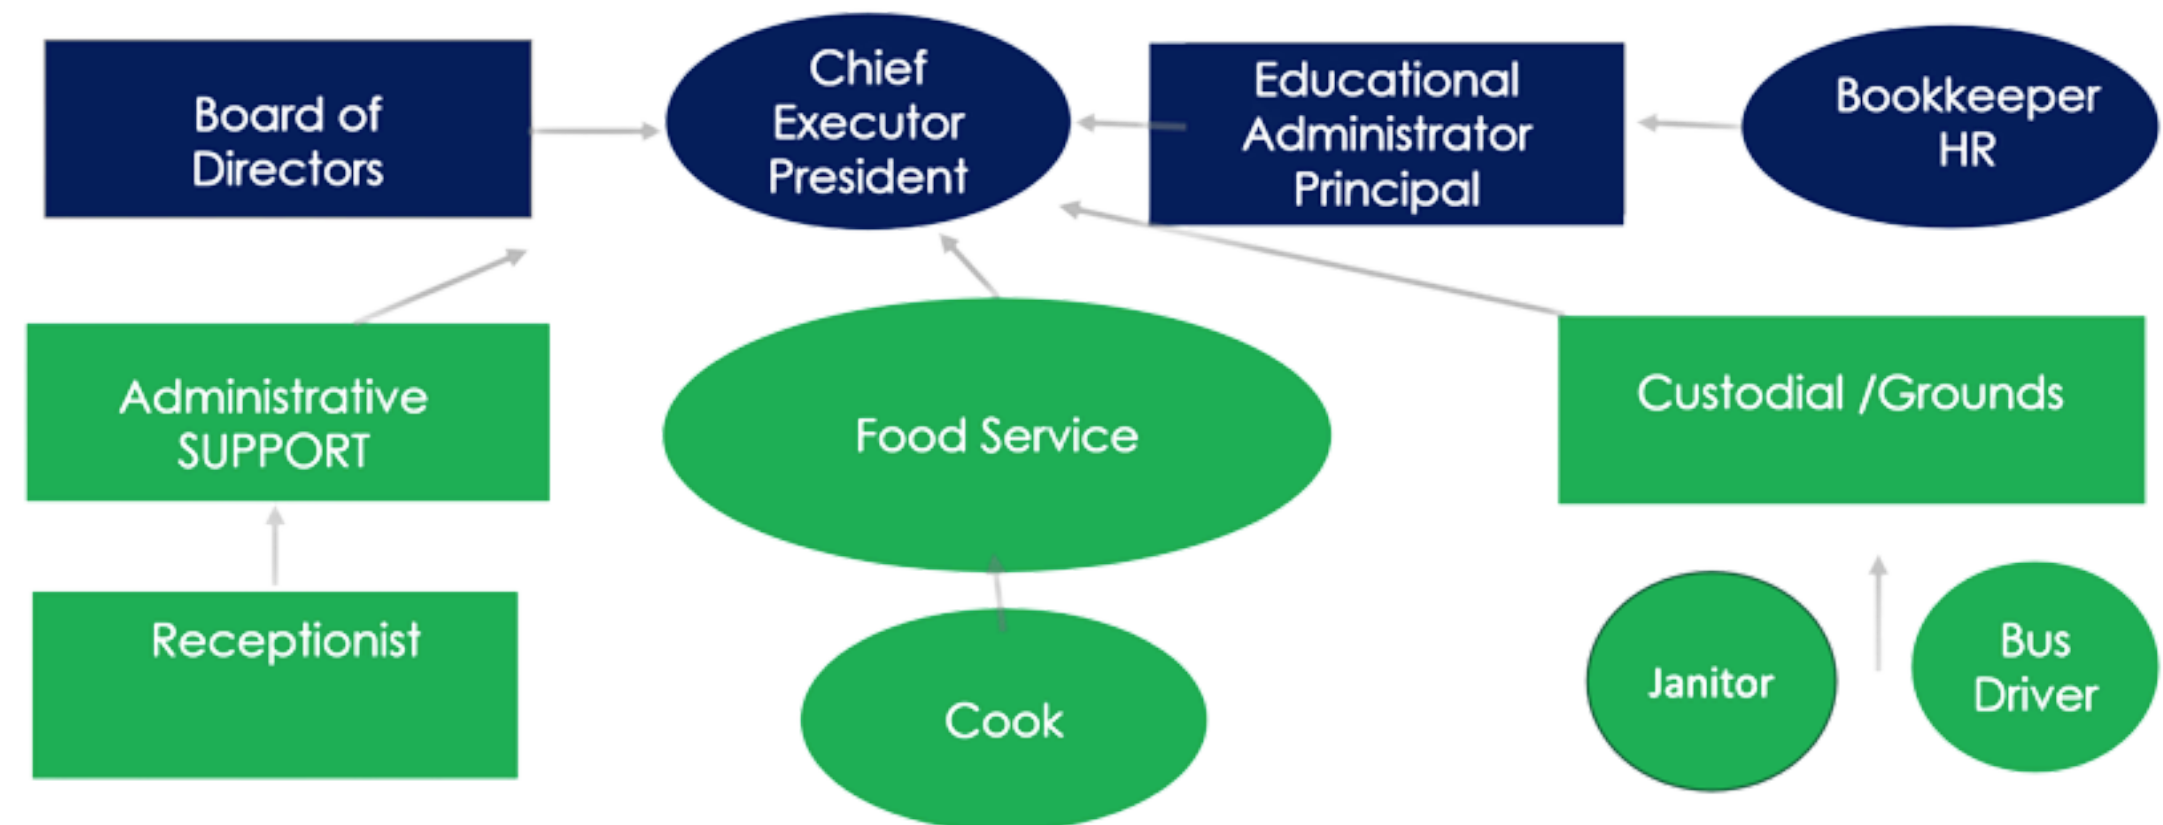 Board of
Directors
Chief
Executor
President
Educational
Administrator
Principal
Bookkeeper
HR
Administrative
SUPPORT
Food Service
Custodial /Grounds
Receptionist
Cook
Janitor
Bus
Driver